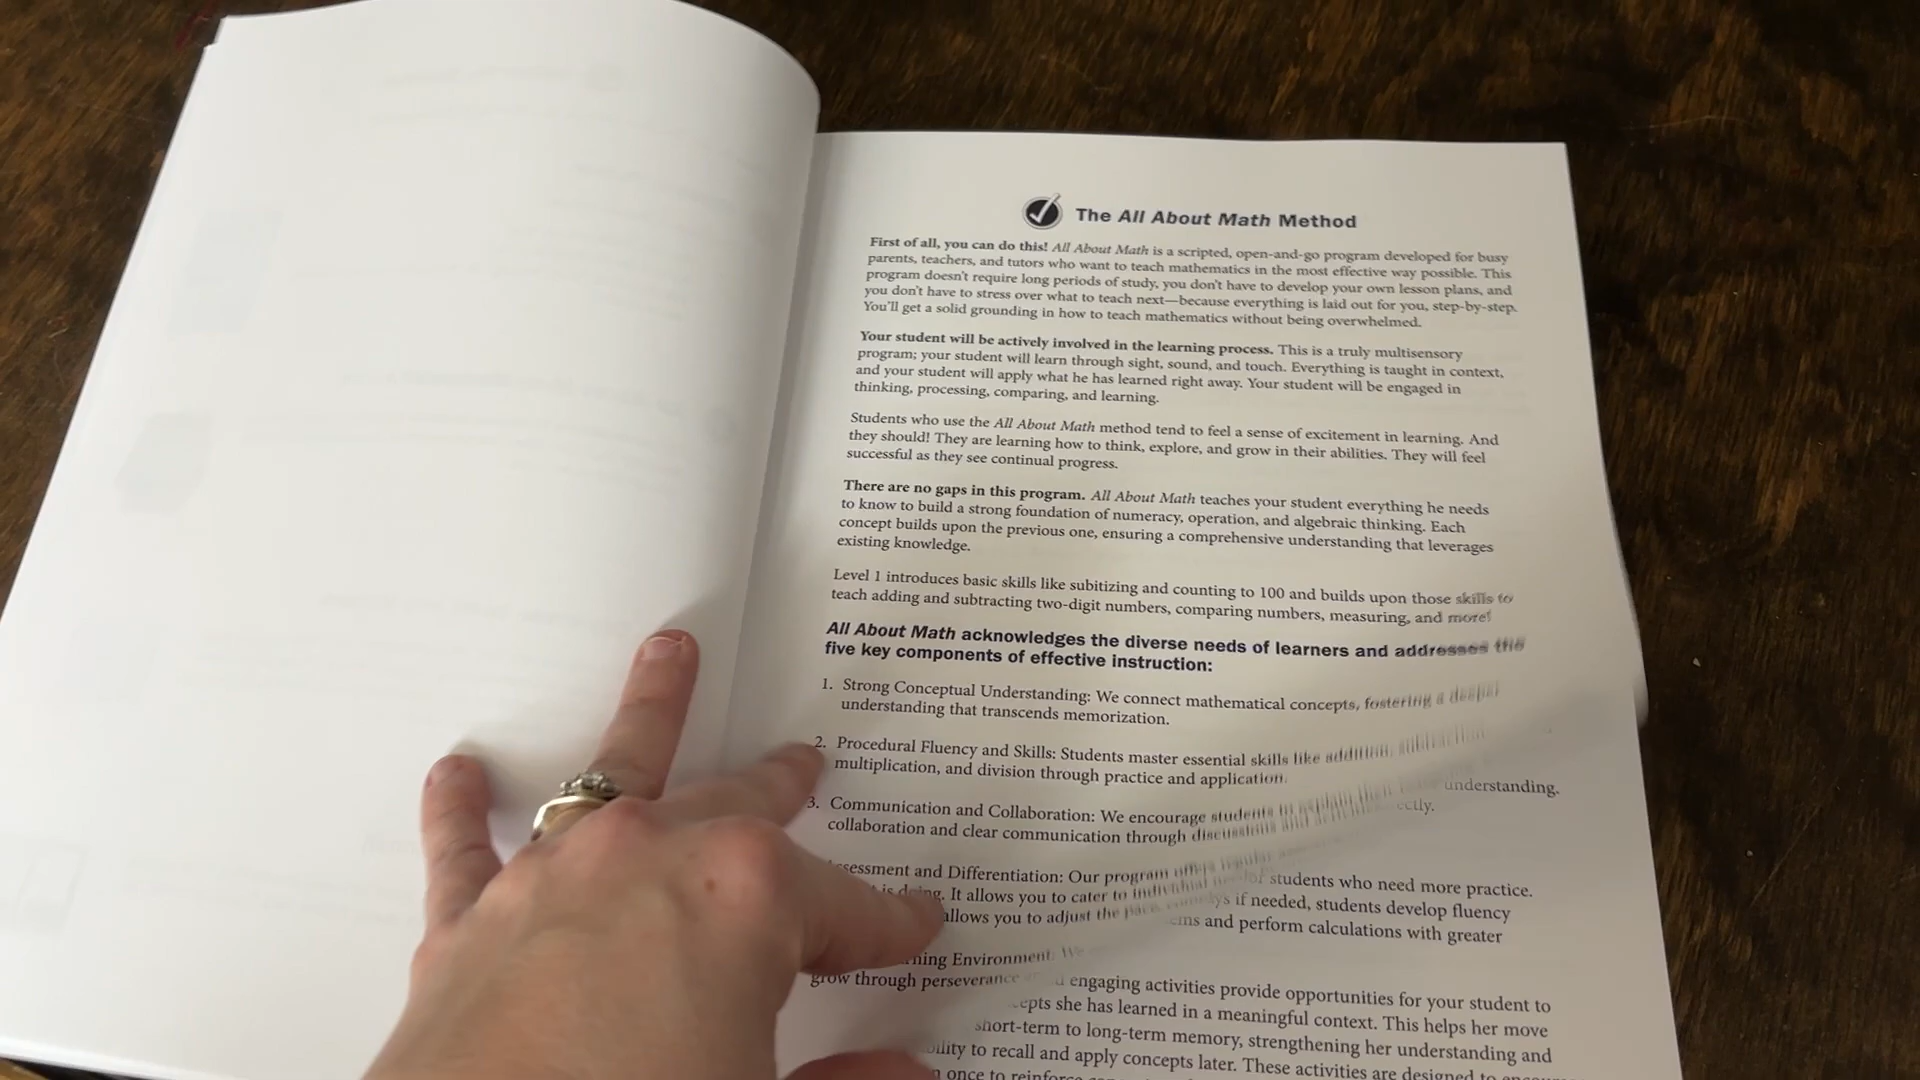 The All About Math Method
First of all, you can do this! All About Math is a scripted, open-and-go program developed for busy
parents, teachers, and tutors who want to teach mathematics in the most effective way possible. This
program doesn't require long periods of study, you don't have to develop your own lesson plans, and
you don't have to stress over what to teach next—because everything is laid out for you, step-by-step.
You'll get a solid grounding in how to teach mathematics without being overwhelmed.
Your student will be actively involved in the learning process. This is a truly multisensory
program; your student will learn through sight, sound, and touch. Everything is taught in context,
and your student will apply what he has learned right away. Your student will be engaged in
thinking, processing, comparing, and learning.
Students who use the All About Math method tend to feel a sense of excitement in learning. And
they should! They are learning how to think, explore, and grow in their abilities. They will feel
successful as they see continual progress.
There are no gaps in this program. All About Math teaches your student everything he needs
to know to build a strong foundation of numeracy, operation, and algebraic thinking. Each
concept builds upon the previous one, ensuring a comprehensive understanding that leverages
existing knowledge.
Level 1 introduces basic skills like subitizing and counting to 100 and builds upon those skills to
teach adding and subtracting two-digit numbers, comparing numbers, measuring, and more!
All About Math acknowledges the diverse needs of learners and addresses the
five key components of effective instruction:
1. Strong Conceptual Understanding: We connect mathematical concepts, fostering a deeper
understanding that transcends memorization.
2. Procedural Fluency and Skills: Students master essential skills like addition, subtraction,
multiplication, and division through practice and application.
3. Communication and Collaboration: We encourage students to explain their understanding.
collaboration and clear communication through discussions and
Assessment and Differentiation: Our program offers regular students who need more practice.
is doing. It allows you to cater to individual if needed, students develop fluency
allows you to adjust the and perform calculations with greater
Environment: We
grow through perseverance engaging activities provide opportunities for your student to
she has learned in a meaningful context. This helps her move
short-term to long-term memory, strengthening her understanding and
to recall and apply concepts later. These activities are designed to
once to reinforce